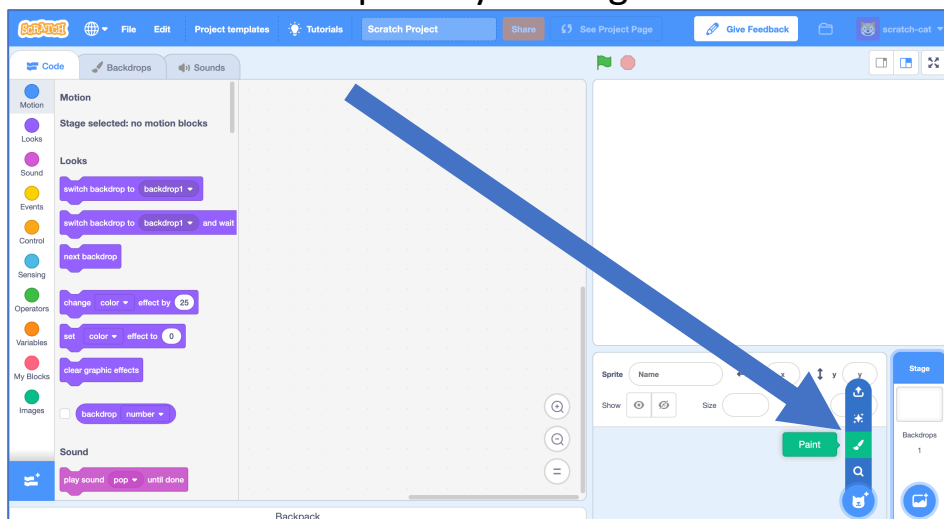 SCRATCH File Edit Project templates Tutorials Scratch Project Share See Project Page Give Feedback scratch-cat
Code Backdrops Sounds
Motion
Looks
Sound
Events
Control
Sensing
Operators
Variables
My Blocks
Images
Motion
Stage selected: no motion blocks
Looks
switch backdrop to backdrop1
switch backdrop to backdrop1 and wait
next backdrop
change color effect by 25
set color effect to 0
clear graphic effects
backdrop number
Sound
play sound pop until done
Backpack
Sprite Name x y y
Show Size
Paint
Stage
Backdrops
1